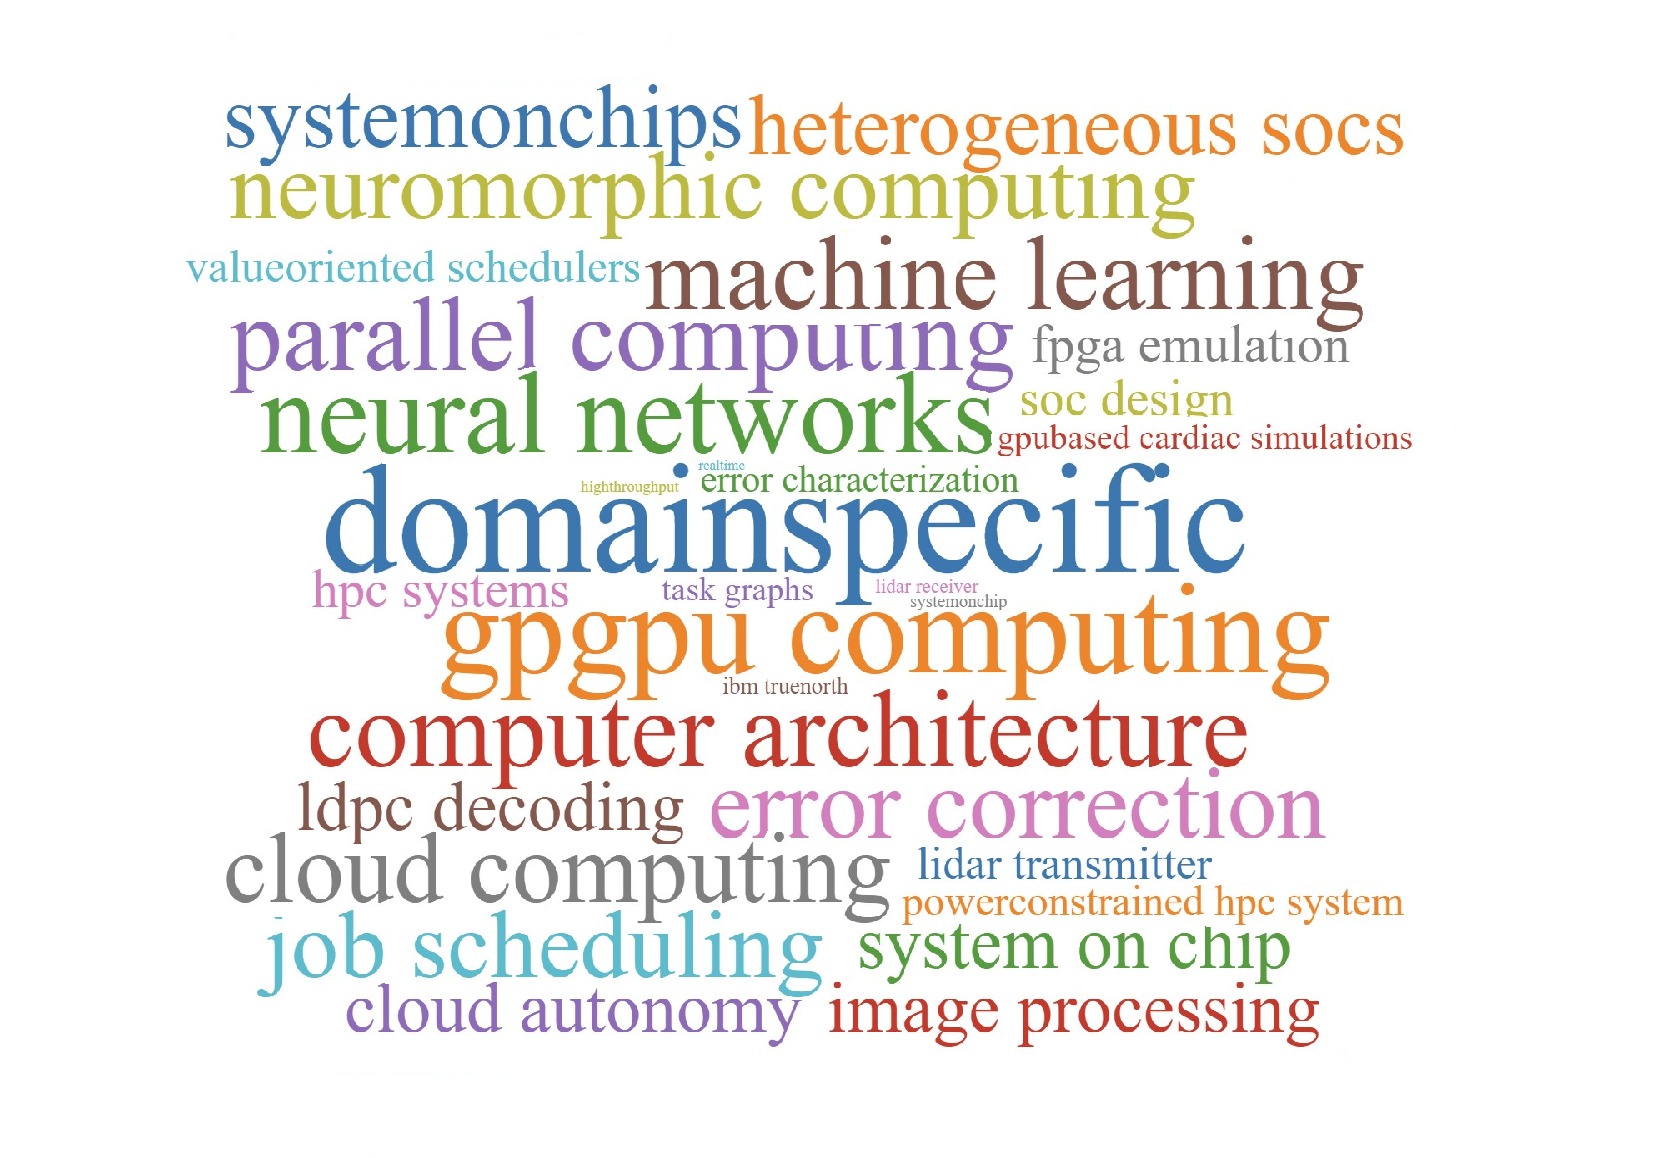 systemonchips heterogeneous socs
neuromorphic computing
valueoriented schedulers machine learning
parallel computing fpga emulation
neural networks soc design
gpubased cardiac simulations
realtime
highthroughput error characterization
domainspecific
hpc systems task graphs lidar receiver
systemonchip
gpgpu computing
ibm truenorth
computer architecture
ldpc decoding error correction
cloud computing lidar transmitter
powerconstrained hpc system
job scheduling system on chip
cloud autonomy image processing